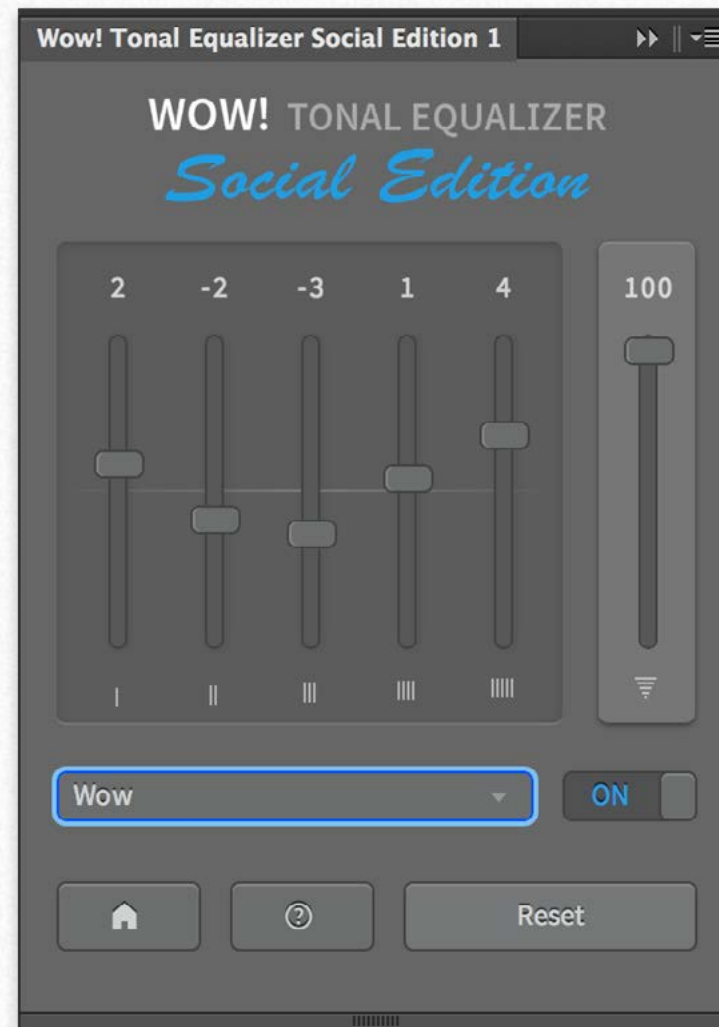 Wow! Tonal Equalizer Social Edition 1
WOW! TONAL EQUALIZER
Social Edition
2 -2 -3 1 4 100
I II III IIII IIIII
Wow ON
? Reset